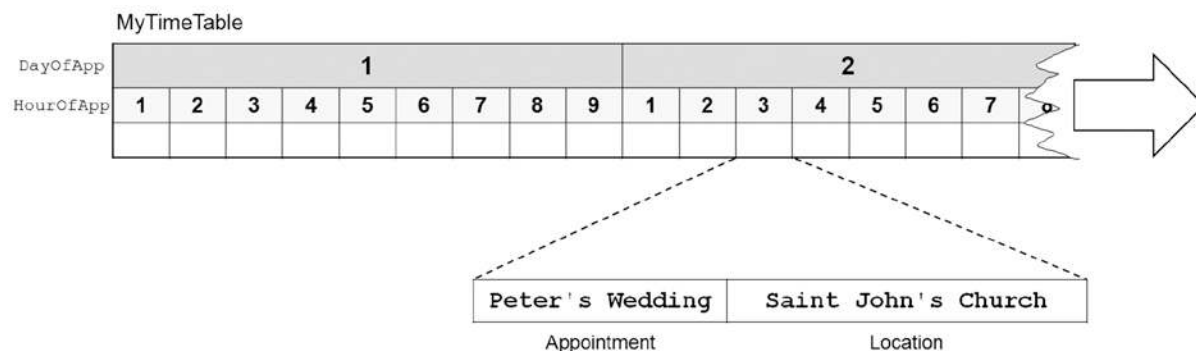 MyTimeTable
DayOfApp 1 2
HourOfApp 1 2 3 4 5 6 7 8 9 1 2 3 4 5 6 7
Peter's Wedding Saint John's Church
Appointment Location